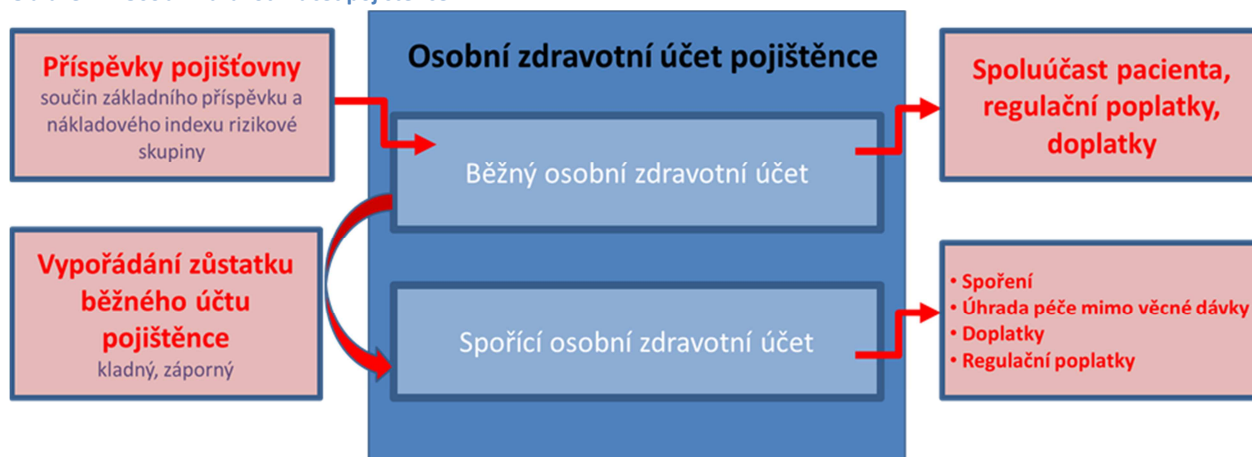 Osobní zdravotní účet pojištěnce
Příspěvky pojišťovny
součin základního příspěvku a
nákladového indexu rizikové
skupiny
Běžný osobní zdravotní účet
Spoluúčast pacienta,
regulační poplatky,
doplatky
Vypořádání zůstatku
běžného účtu
pojištěnce
kladný, záporný
Spořící osobní zdravotní účet
• Spoření
• Úhrada péče mimo věcné dávky
• Doplatky
• Regulační poplatky